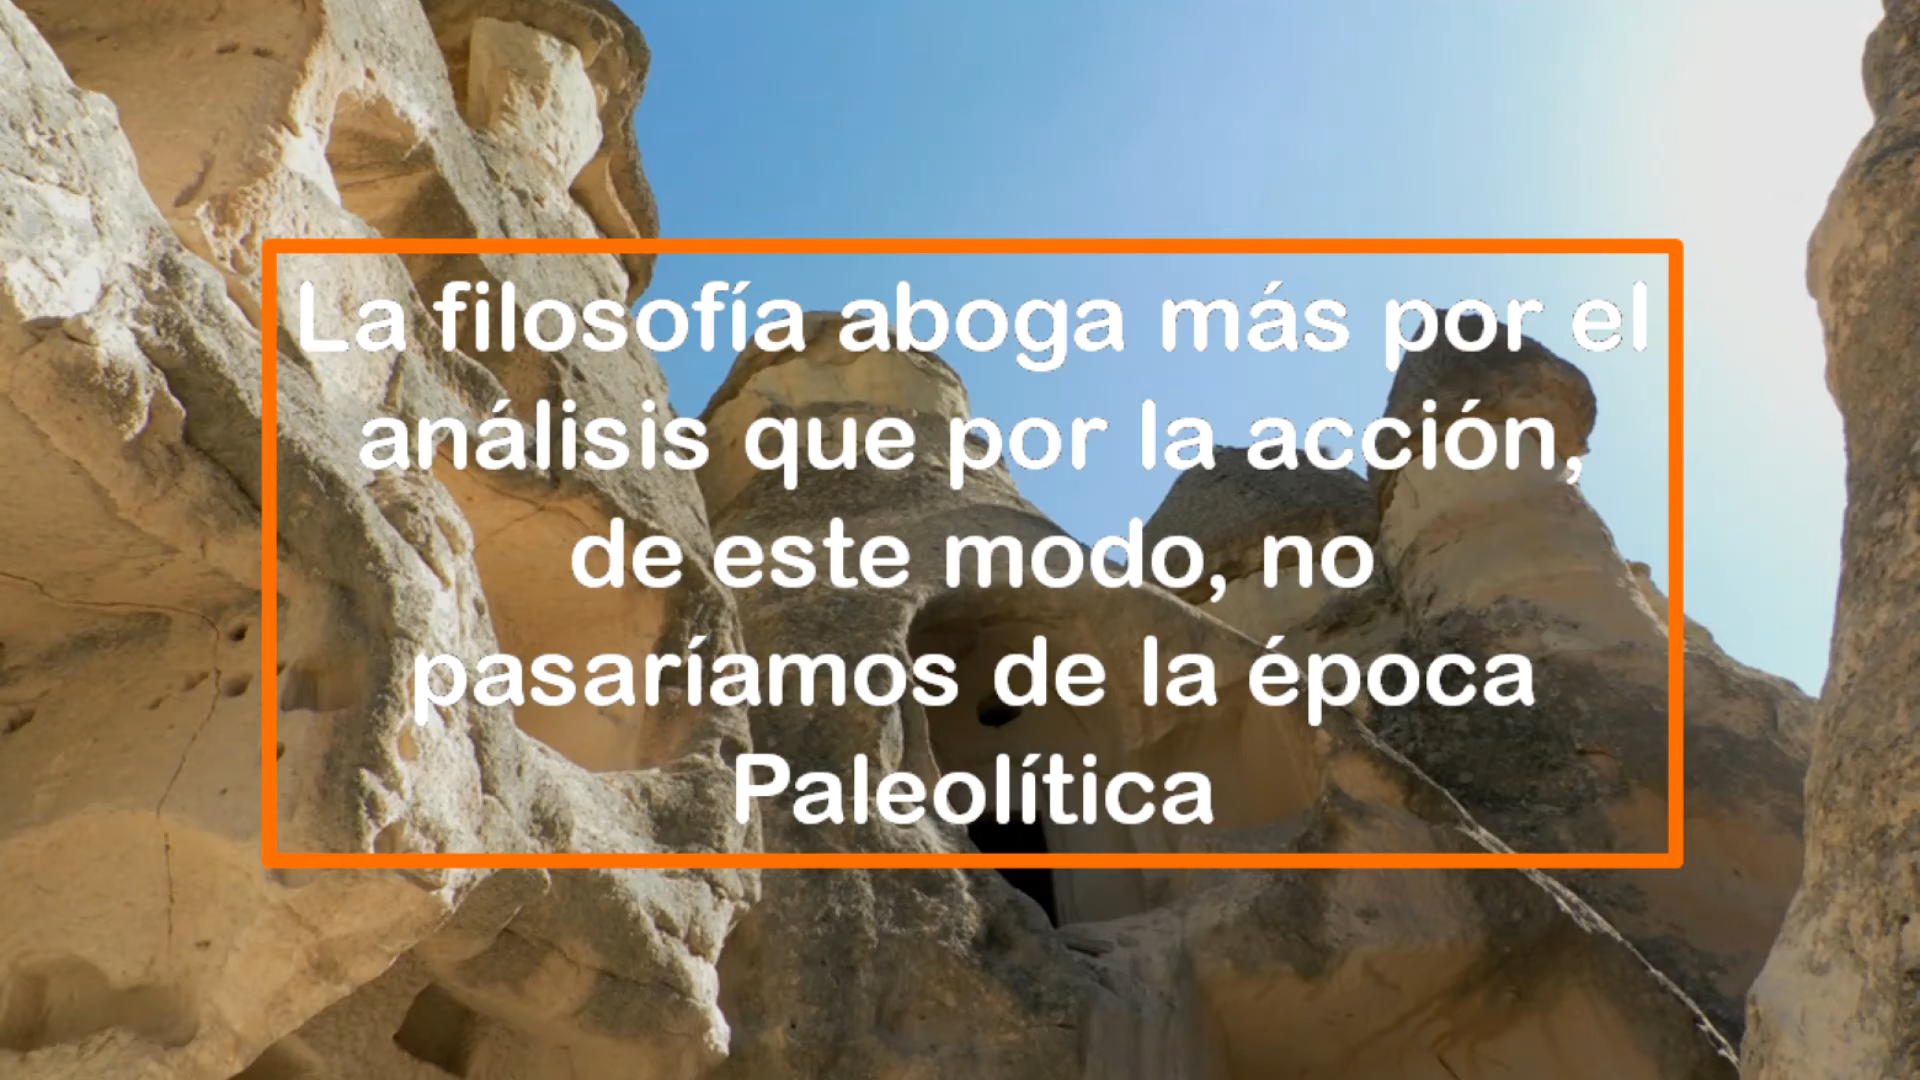 La filosofía aboga más por el
análisis que por la acción,
de este modo, no
pasaríamos de la época
Paleolítica